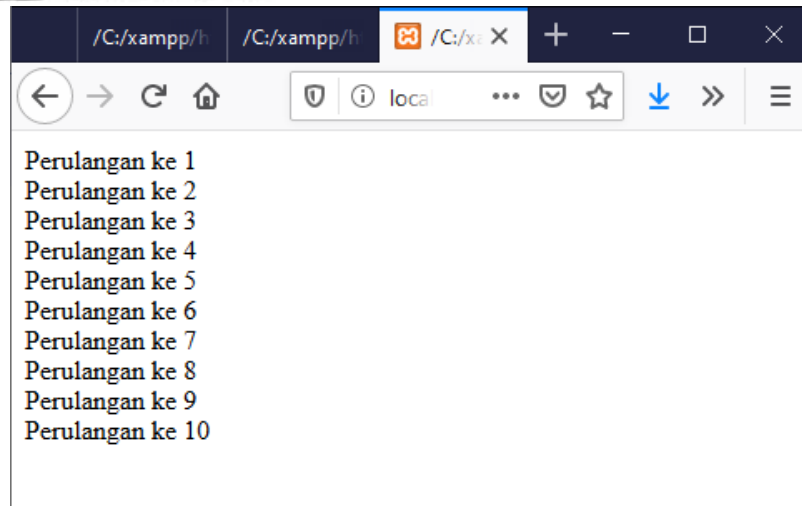 /C:/xampp/h /C:/xampp/h /C:/xa
loca
Perulangan ke 1
Perulangan ke 2
Perulangan ke 3
Perulangan ke 4
Perulangan ke 5
Perulangan ke 6
Perulangan ke 7
Perulangan ke 8
Perulangan ke 9
Perulangan ke 10